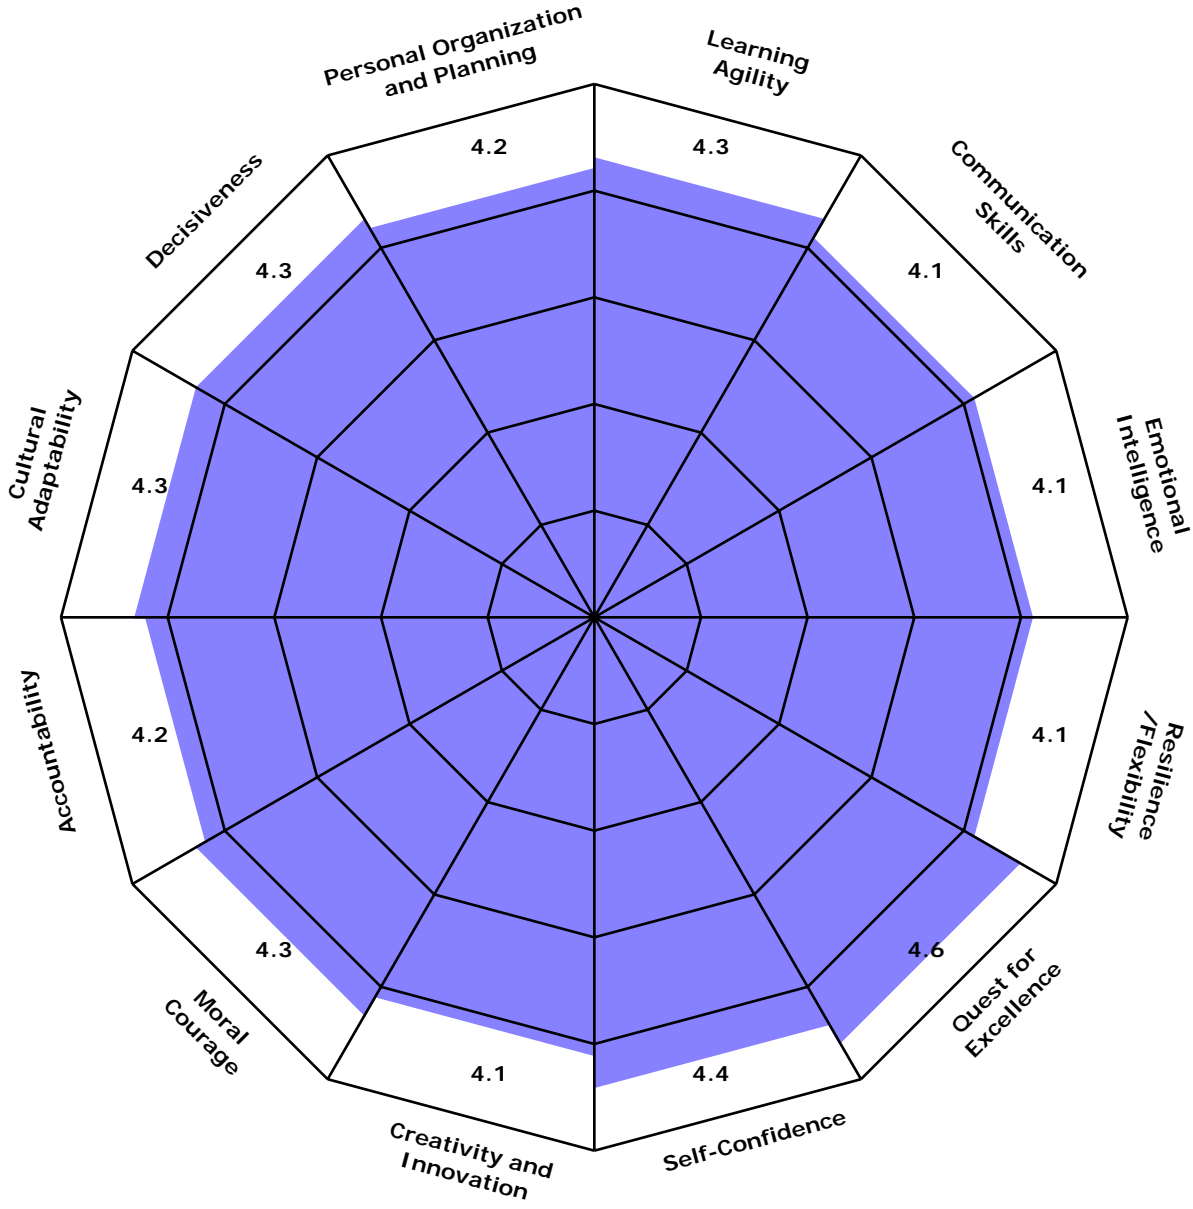 Personal Organization
and Planning
4.2
Learning
Agility
4.3
Communication
Skills
4.1
Emotional
Intelligence
4.1
Resilience
/Flexibility
4.1
Quest for
Excellence
4.6
Self-Confidence
4.4
Creativity and
Innovation
4.1
Moral
Courage
4.3
Accountability
4.2
Cultural
Adaptability
4.3
Decisiveness
4.3